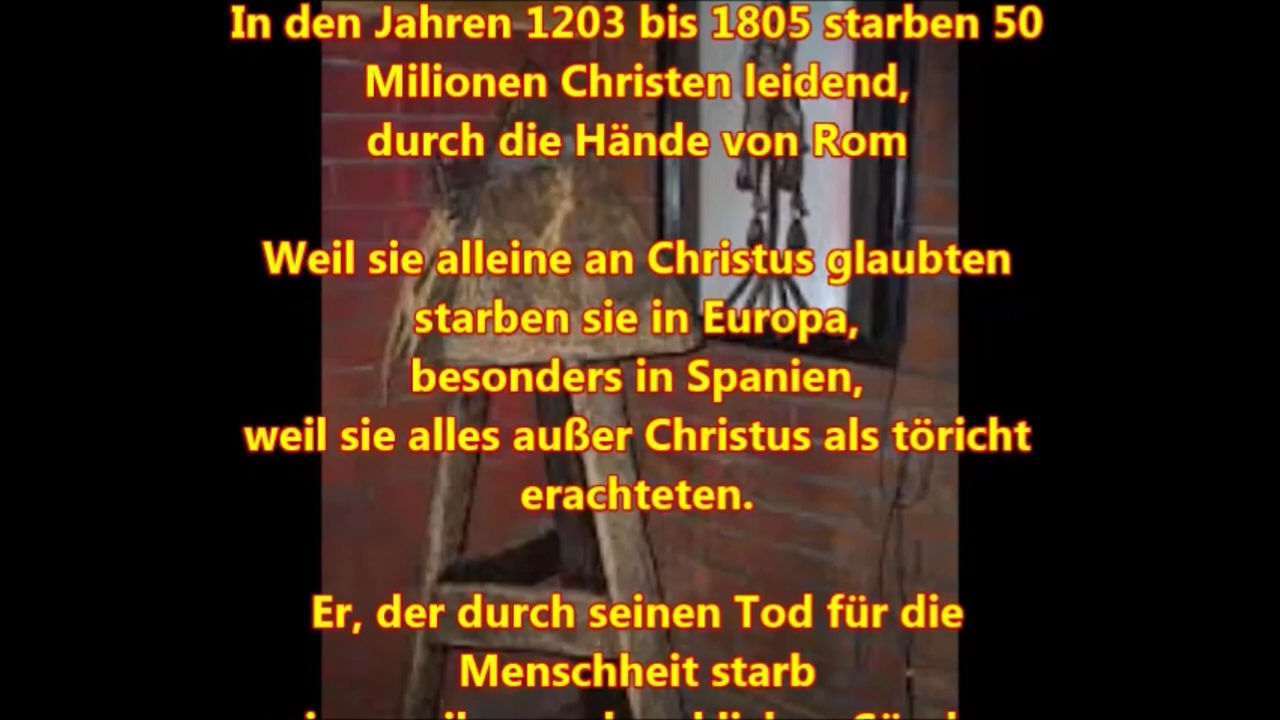 In den Jahren 1203 bis 1805 starben 50
Milionen Christen leidend,
durch die Hände von Rom
Weil sie alleine an Christus glaubten
starben sie in Europa,
besonders in Spanien,
weil sie alles außer Christus als töricht
erachteten.
Er, der durch seinen Tod für die
Menschheit starb